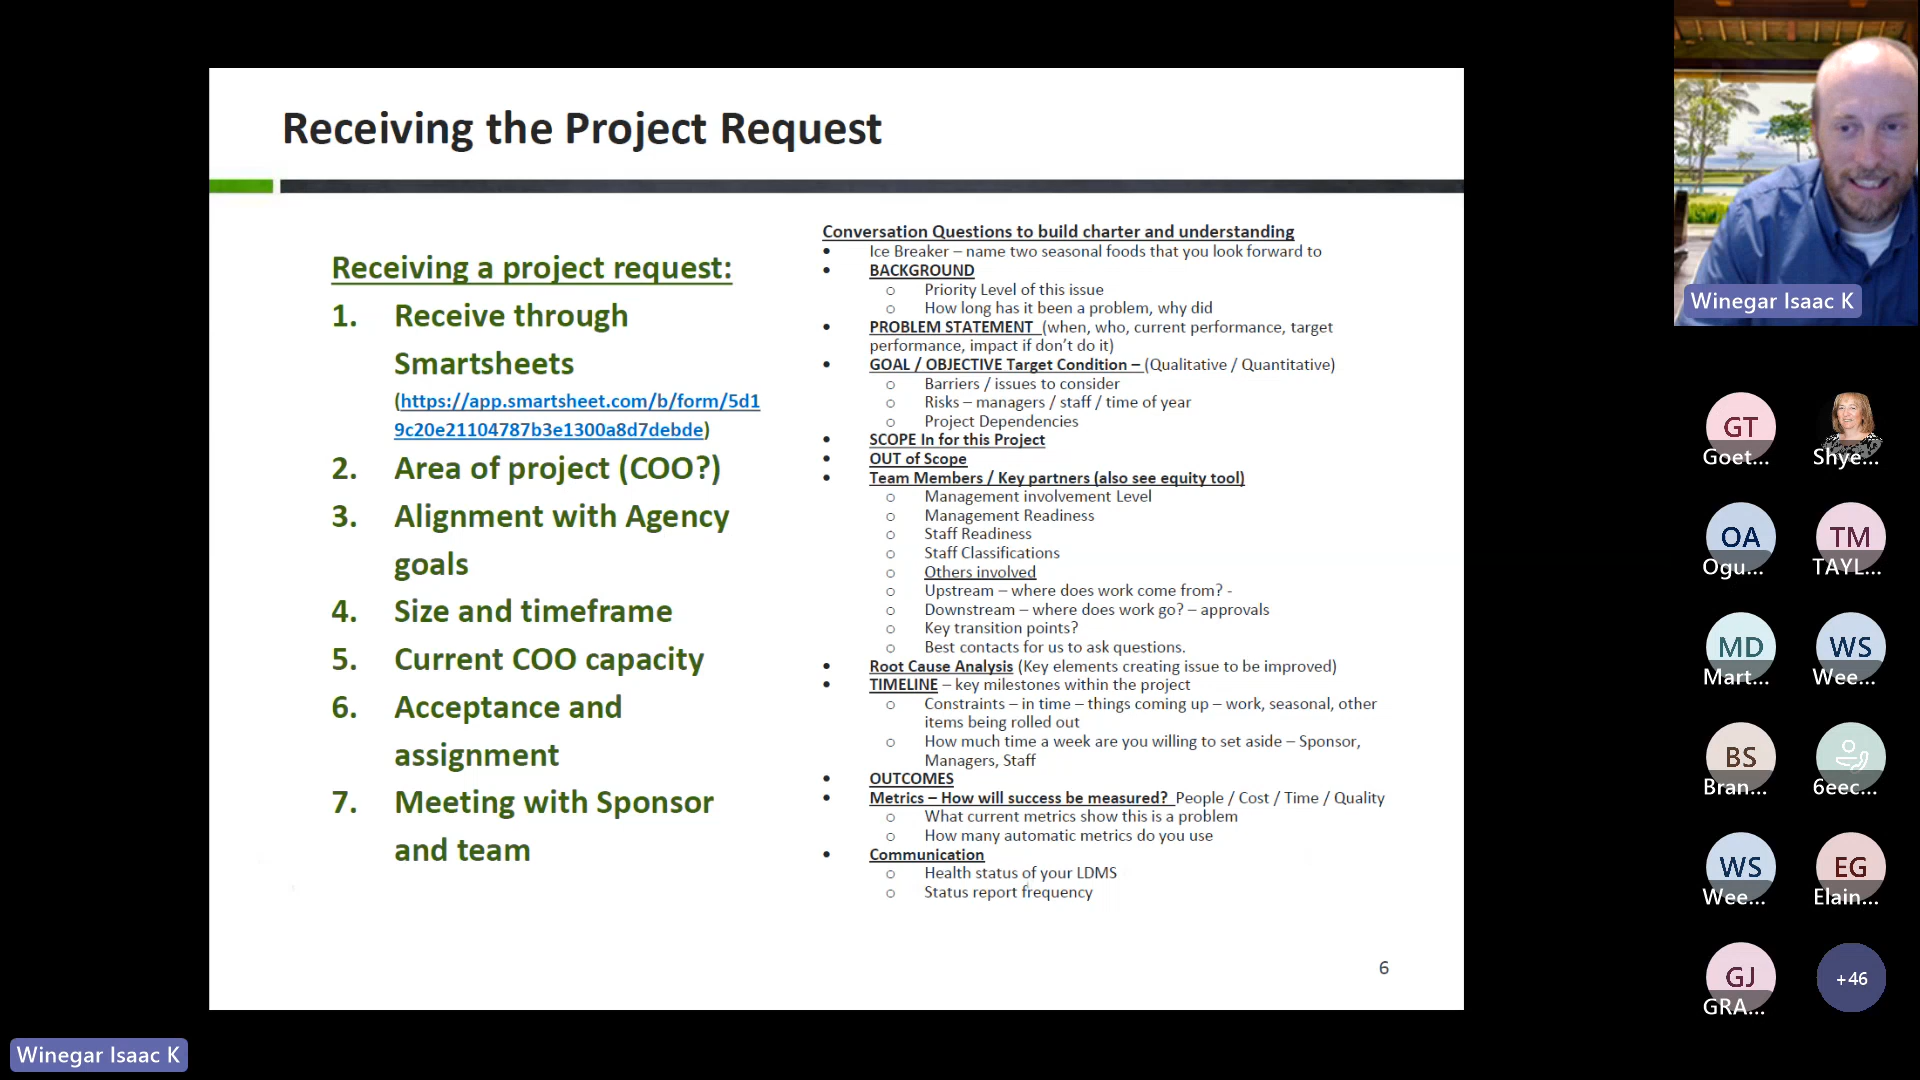 Receiving the Project Request
Receiving a project request:
1. Receive through
Smartsheets
(https://app.smartsheet.com/b/form/5d1
9c20e21104787b3e1300a8d7debde)
2. Area of project (COO?)
3. Alignment with Agency
goals
4. Size and timeframe
5. Current COO capacity
6. Acceptance and
assignment
7. Meeting with Sponsor
and team
Conversation Questions to build charter and understanding
• Ice Breaker – name two seasonal foods that you look forward to
• BACKGROUND
o Priority Level of this issue
o How long has it been a problem, why did
• PROBLEM STATEMENT (when, who, current performance, target
performance, impact if don't do it)
• GOAL / OBJECTIVE Target Condition – (Qualitative / Quantitative)
o Barriers / issues to consider
o Risks – managers / staff / time of year
o Project Dependencies
• SCOPE In for this Project
• OUT of Scope
• Team Members / Key partners (also see equity tool)
o Management involvement Level
o Management Readiness
o Staff Readiness
o Staff Classifications
o Others involved
o Upstream – where does work come from? -
o Downstream – where does work go? – approvals
o Key transition points?
o Best contacts for us to ask questions.
• Root Cause Analysis (Key elements creating issue to be improved)
• TIMELINE – key milestones within the project
o Constraints – in time – things coming up – work, seasonal, other
items being rolled out
o How much time a week are you willing to set aside – Sponsor,
Managers, Staff
• OUTCOMES
• Metrics – How will success be measured? People / Cost / Time / Quality
o What current metrics show this is a problem
o How many automatic metrics do you use
• Communication
o Health status of your LDMS
o Status report frequency
6
Winegar Isaac K
GT
Goet...
Shye...
OA
Ogu...
TM
TAYL...
MD
Mart...
WS
Wee...
BS
Bran...
6eec...
WS
Wee...
EG
Elain...
GJ
GRA...
+46
Winegar Isaac K